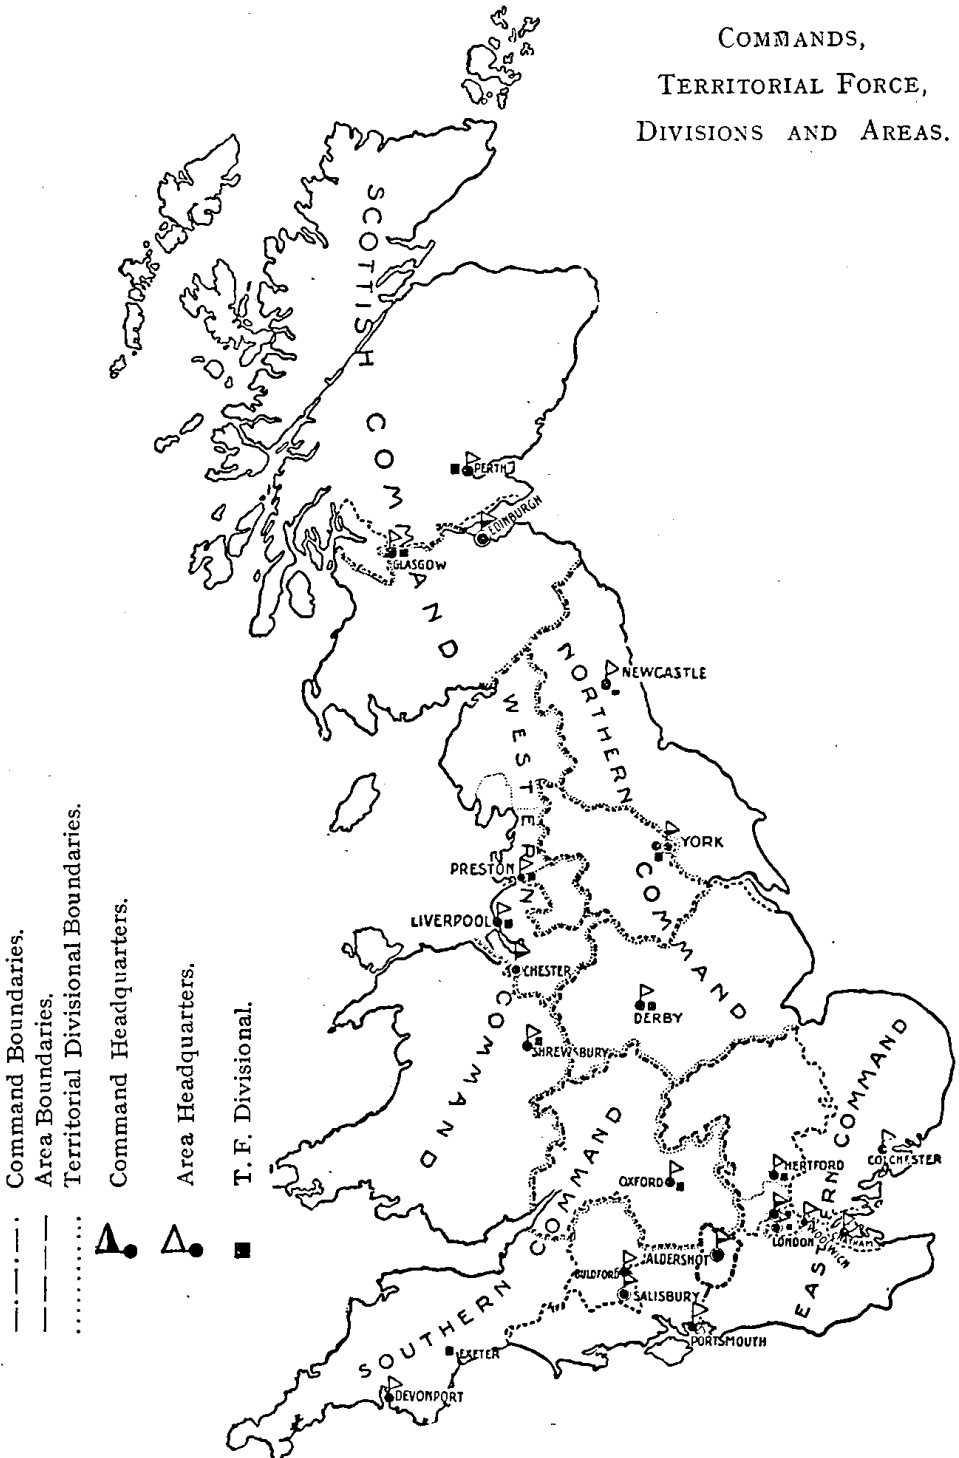 COMMANDS,
TERRITORIAL FORCE,
DIVISIONS AND AREAS.
SCOTTISH COMMAND
PERTH
EDINBURGH
GLASGOW
NORTHERN COMMAND
NEWCASTLE
WESTERN COMMAND
YORK
PRESTON
LIVERPOOL
CHESTER
DERBY
SHREWSBURY
EASTERN COMMAND
COLCHESTER
HERTFORD
OXFORD
LONDON
WOOLWICH
CHATHAM
SOUTHERN COMMAND
ALDERSHOT
BULDFORD
SALISBURY
PORTSMOUTH
EXETER
DEVONPORT
Command Boundaries.
Area Boundaries.
Territorial Divisional Boundaries.
Command Headquarters.
Area Headquarters.
T. F. Divisional.